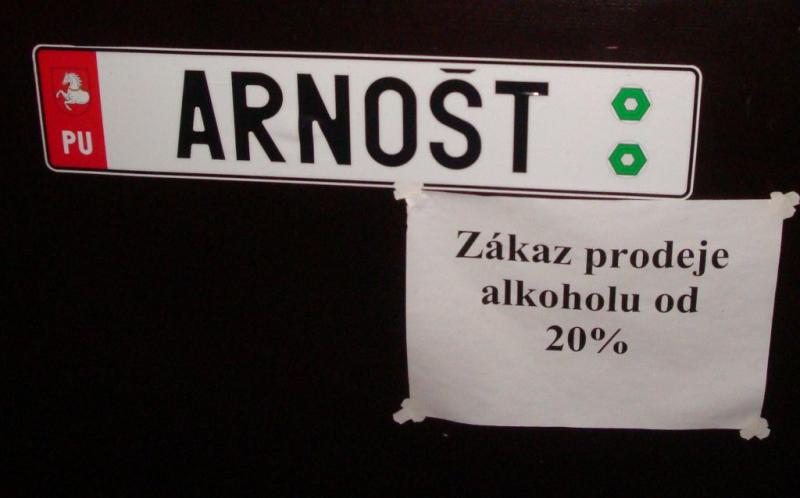 PU
ARNOŠT
Zákaz prodeje
alkoholu od
20%